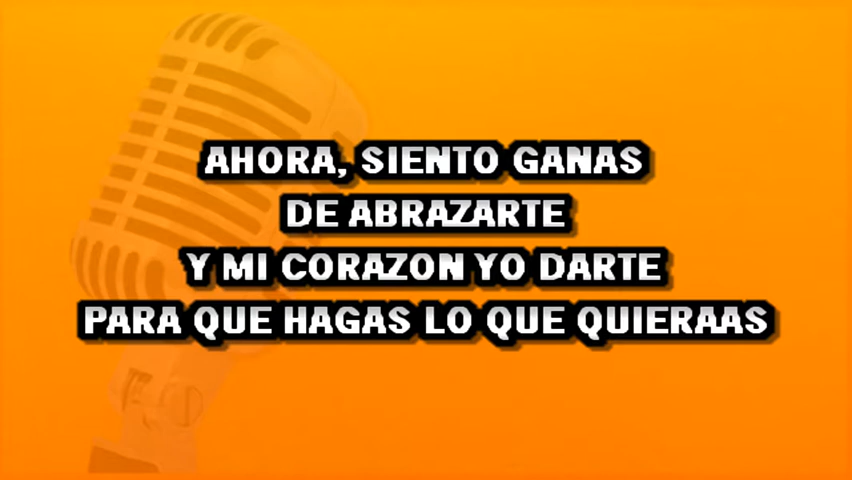 AHORA, SIENTO GANAS
DE ABRAZARTE
Y MI CORAZON YO DARTE
PARA QUE HAGAS LO QUE QUIERAAS